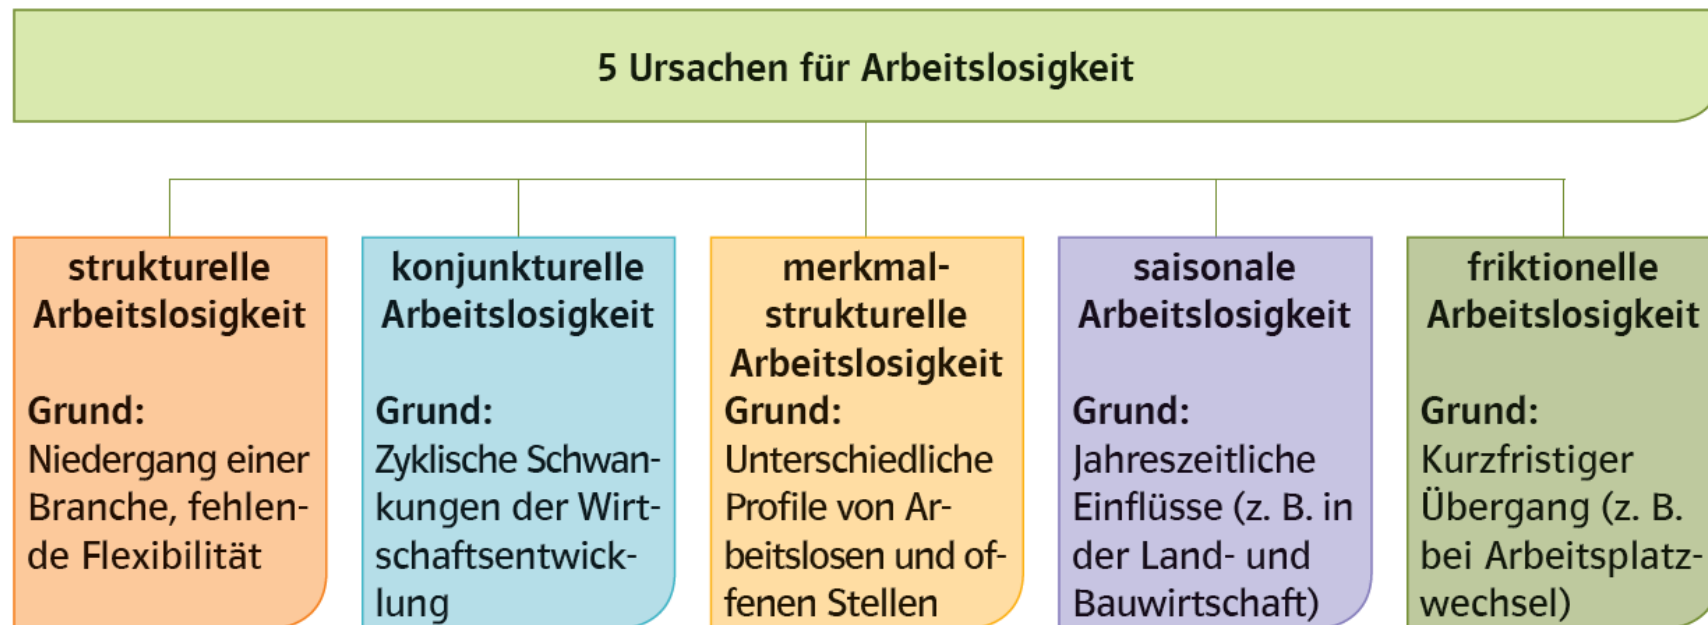 5 Ursachen für Arbeitslosigkeit
strukturelle
Arbeitslosigkeit
Grund:
Niedergang einer
Branche, fehlen-
de Flexibilität
konjunkturelle
Arbeitslosigkeit
Grund:
Zyklische Schwan-
kungen der Wirt-
schaftsentwick-
lung
merkmal-
strukturelle
Arbeitslosigkeit
Grund:
Unterschiedliche
Profile von Ar-
beitslosen und of-
fenen Stellen
saisonale
Arbeitslosigkeit
Grund:
Jahreszeitliche
Einflüsse (z. B. in
der Land- und
Bauwirtschaft)
friktionelle
Arbeitslosigkeit
Grund:
Kurzfristiger
Übergang (z. B.
bei Arbeitsplatz-
wechsel)